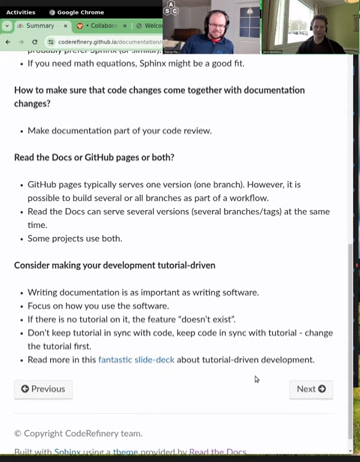 Activities
Google Chrome
Summary
Collabor
Welco
coderefinery.github.io/documentation/
A
S C
probably prefer Sphinx (or similar).
• If you need math equations, Sphinx might be a good fit.
How to make sure that code changes come together with documentation
changes?
• Make documentation part of your code review.
Read the Docs or GitHub pages or both?
• GitHub pages typically serves one version (one branch). However, it is
possible to build several or all branches as part of a workflow.
• Read the Docs can serve several versions (several branches/tags) at the same
time.
• Some projects use both.
Consider making your development tutorial-driven
• Writing documentation is as important as writing software.
• Focus on how you use the software.
• If there is no tutorial on it, the feature “doesn’t exist”.
• Don’t keep tutorial in sync with code, keep code in sync with tutorial - change
the tutorial first.
• Read more in this fantastic slide-deck about tutorial-driven development.
Previous
Next
© Copyright CodeRefinery team.
Built with Sphinx using a theme provided by Read the Docs.